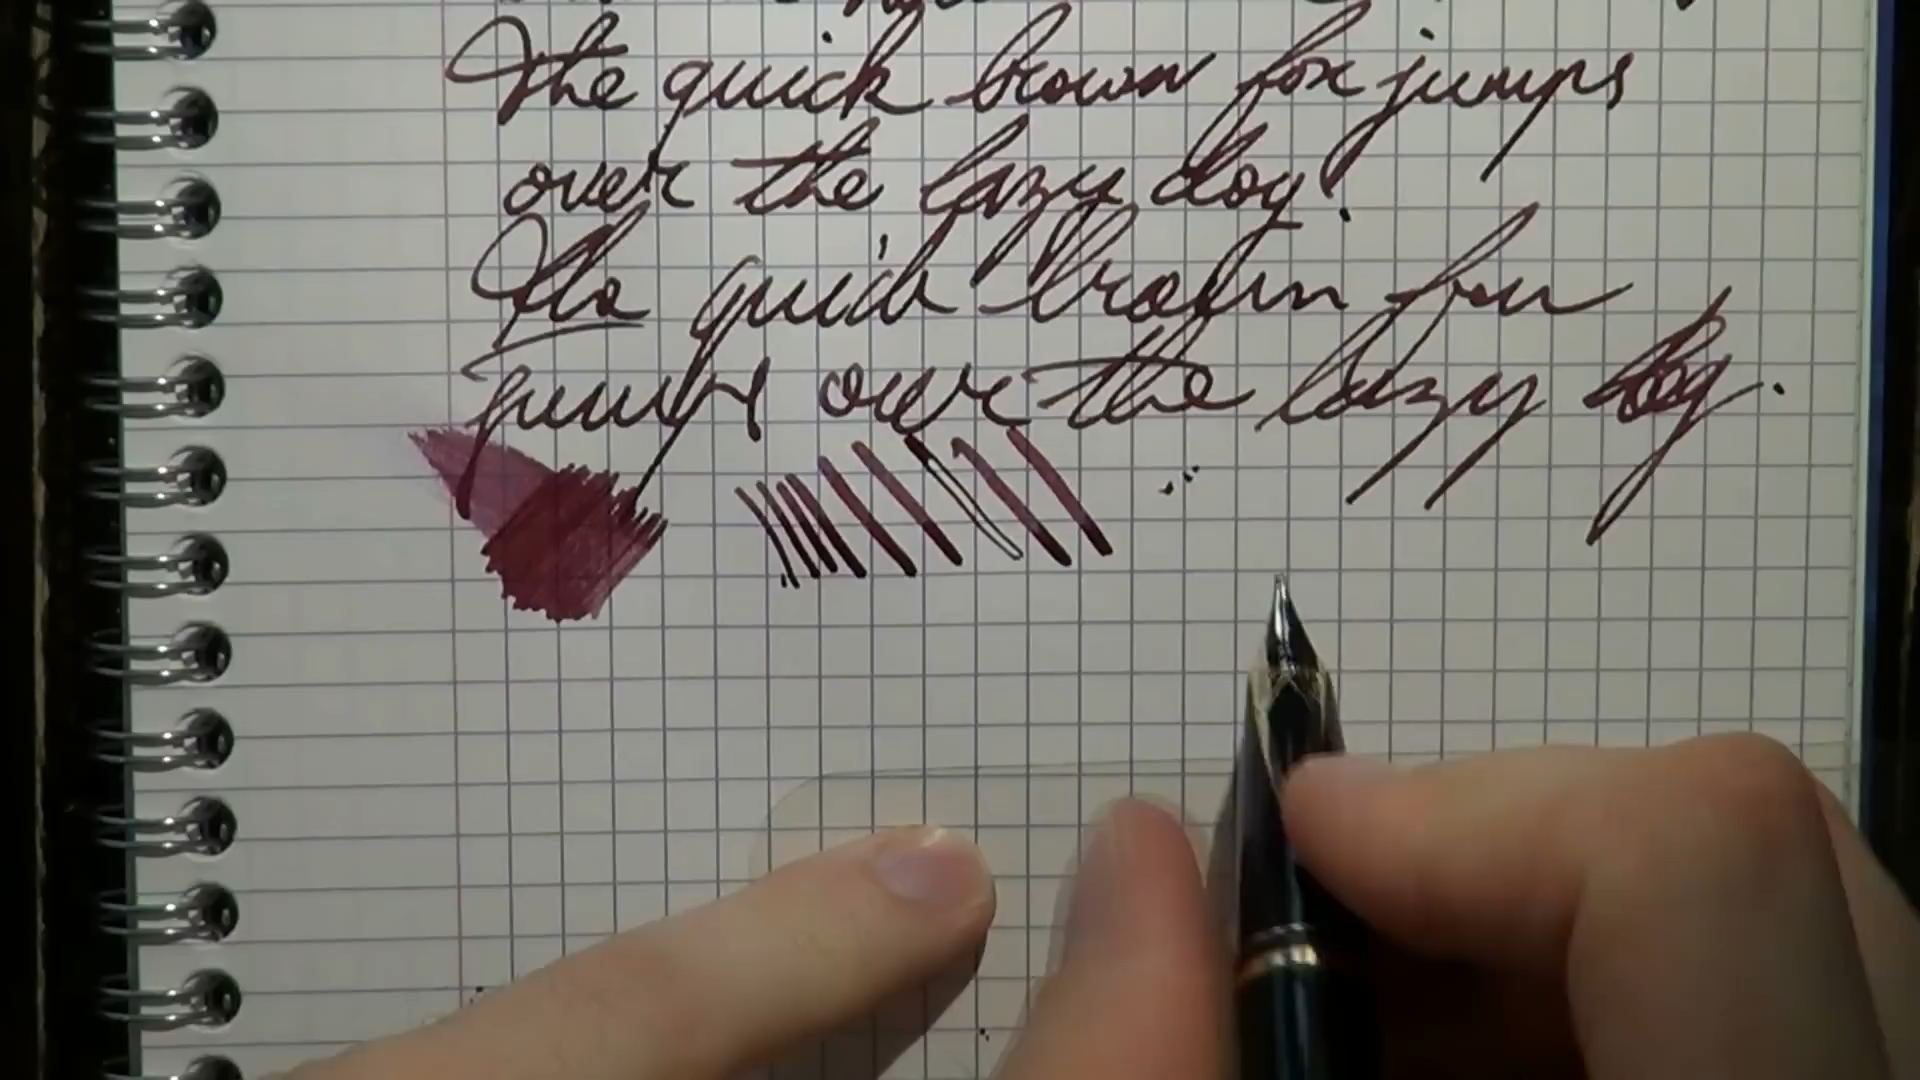 The quick brown fox jumps
over the lazy dog!
The quick brown fox
jumps over the lazy dog.